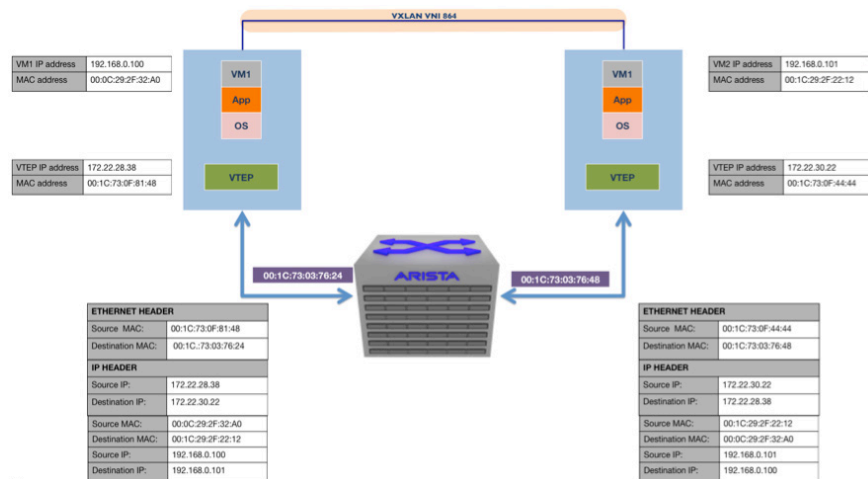 VXLAN VNI 864
VM1 IP address 192.168.0.100
MAC address 00:0C:29:2F:32:A0
VM1
App
OS
VM1
App
OS
VM2 IP address 192.168.0.101
MAC address 00:1C:29:2F:22:12
VTEP IP address 172.22.28.38
MAC address 00:1C:73:0F:81:48
VTEP
VTEP
VTEP IP address 172.22.30.22
MAC address 00:1C:73:0F:44:44
00:1C:73:03:76:24
ARISTA
00:1C:73:03:76:48
ETHERNET HEADER
Source MAC: 00:1C:73:0F:81:48
Destination MAC: 00:1C,:73:03:76:24
IP HEADER
Source IP: 172.22.28.38
Destination IP: 172.22.30.22
Source MAC: 00:0C:29:2F:32:A0
Destination MAC: 00:1C:29:2F:22:12
Source IP: 192.168.0.100
Destination IP: 192.168.0.101
ETHERNET HEADER
Source MAC: 00:1C:73:0F:44:44
Destination MAC: 00:1C:73:03:76:48
IP HEADER
Source IP: 172.22.30.22
Destination IP: 172.22.28.38
Source MAC: 00:1C:29:2F:22:12
Destination MAC: 00:0C:29:2F:32:A0
Source IP: 192.168.0.101
Destination IP: 192.168.0.100